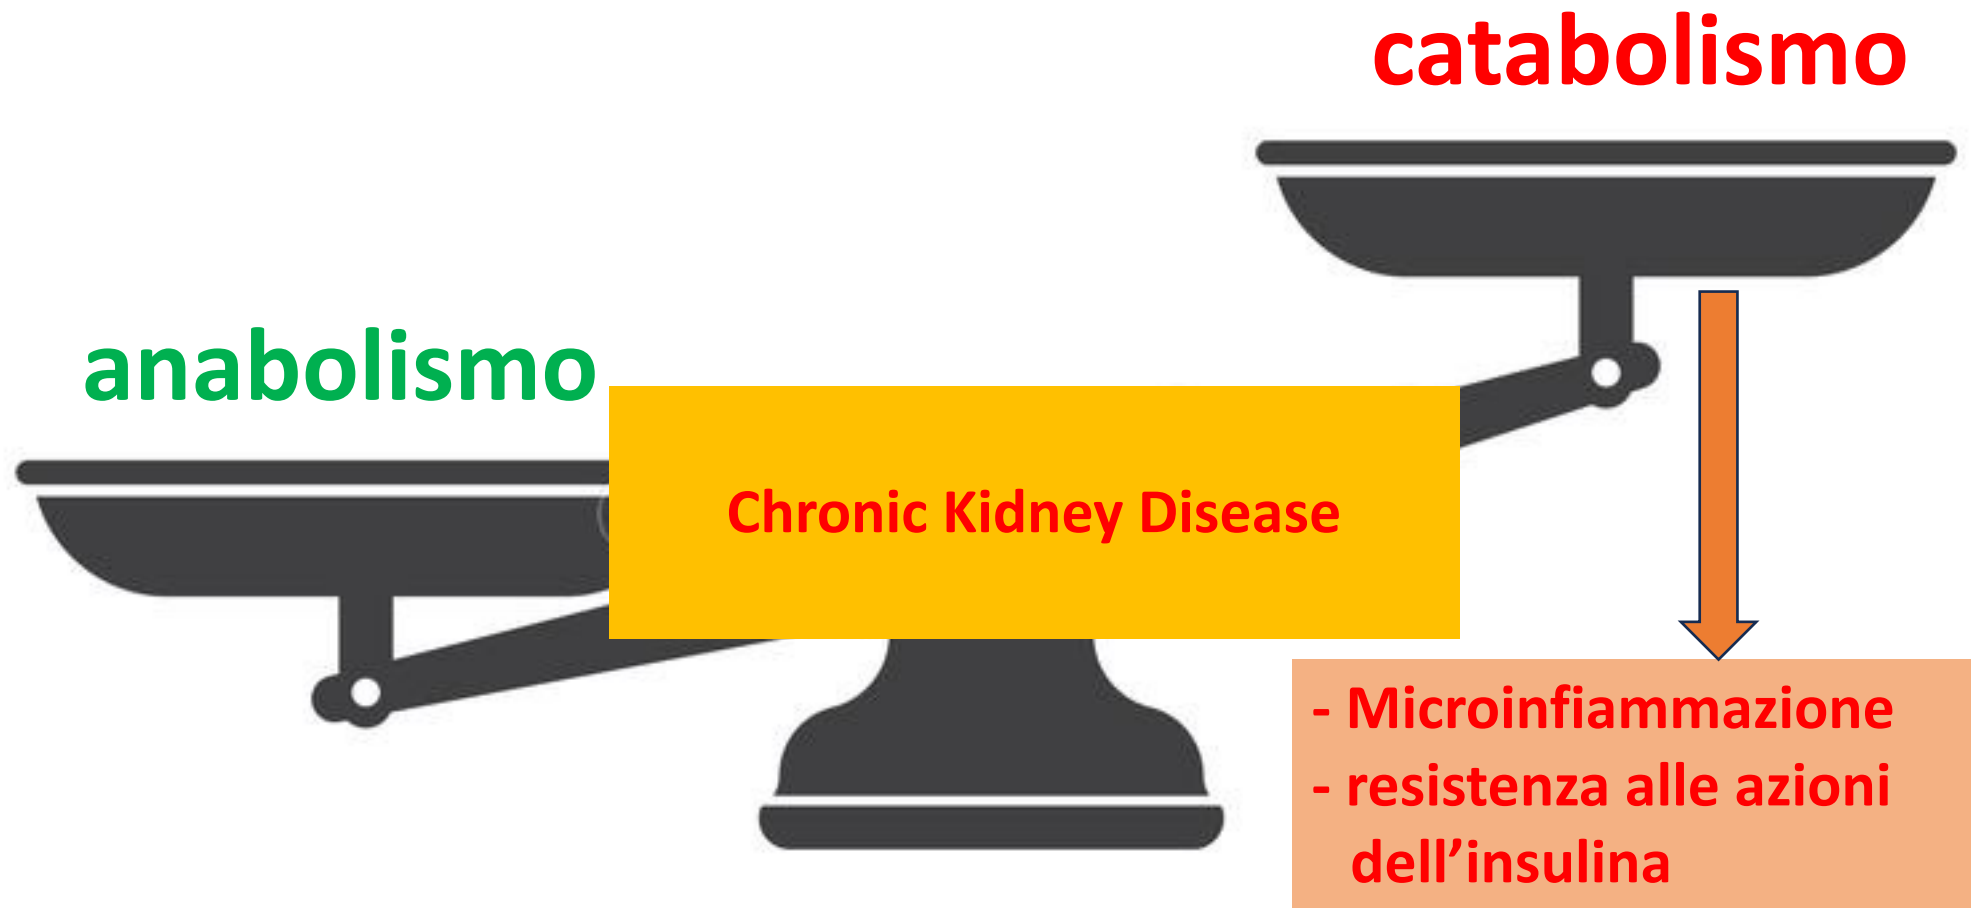 catabolismo
anabolismo
Chronic Kidney Disease
- Microinfiammazione
- resistenza alle azioni
dell’insulina